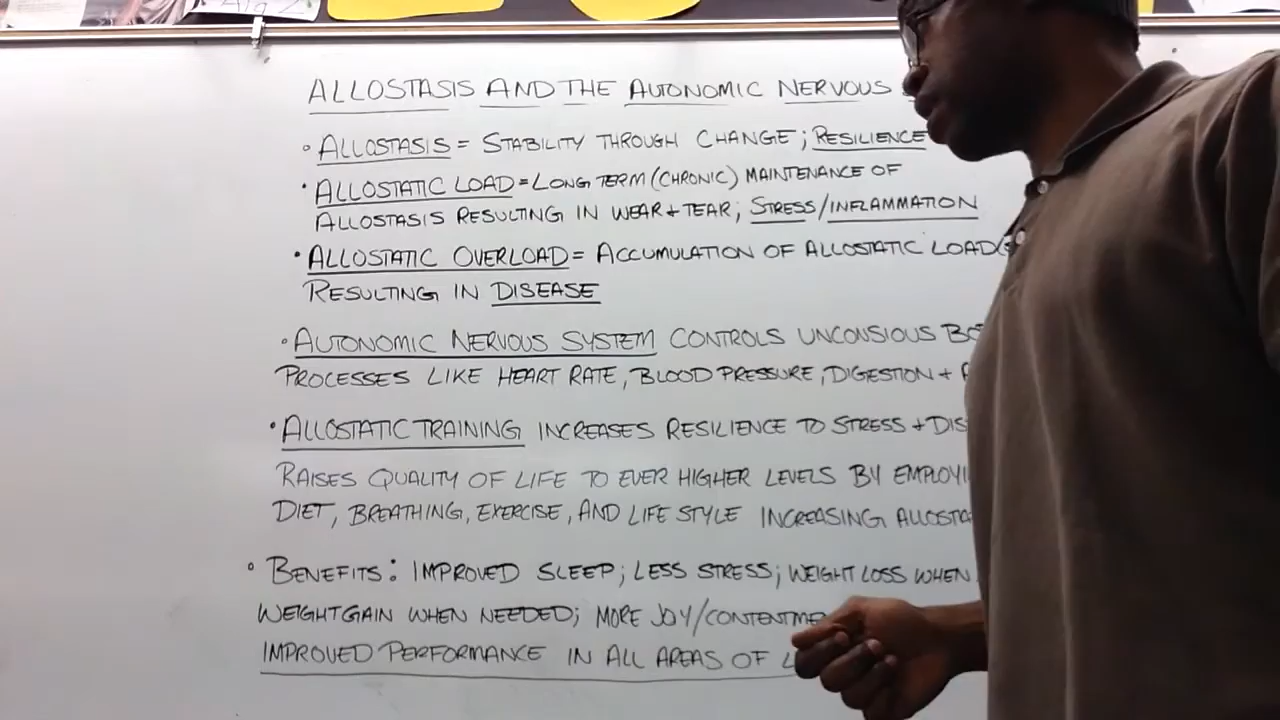 ALLOSTASIS AND THE AUTONOMIC NERVOUS
• ALLOSTASIS = STABILITY THROUGH CHANGE; RESILIENCE
• ALLOSTATIC LOAD = LONG TERM (CHRONIC) MAINTENANCE OF
ALLOSTASIS RESULTING IN WEAR + TEAR; STRESS/INFLAMMATION
• ALLOSTATIC OVERLOAD = ACCUMULATION OF ALLOSTATIC LOAD
RESULTING IN DISEASE
• AUTONOMIC NERVOUS SYSTEM CONTROLS UNCONSIOUS
PROCESSES LIKE HEART RATE, BLOOD PRESSURE, DIGESTION +
• ALLOSTATIC TRAINING INCREASES RESILIENCE TO STRESS +
RAISES QUALITY OF LIFE TO EVER HIGHER LEVELS BY
DIET, BREATHING, EXERCISE, AND LIFE STYLE INCREASING
• BENEFITS: IMPROVED SLEEP; LESS STRESS; WEIGHT LOSS WHEN
WEIGHT GAIN WHEN NEEDED; MORE JOY/
IMPROVED PERFORMANCE IN ALL AREAS OF